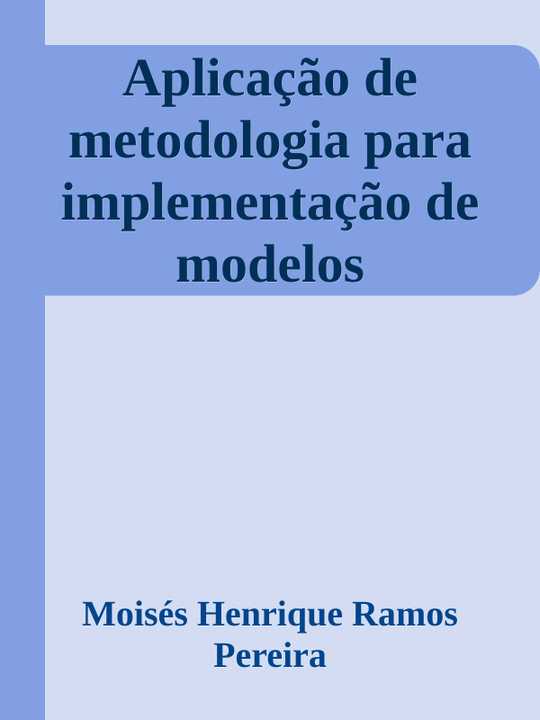 Aplicação de
metodologia para
implementação de
modelos
Moisés Henrique Ramos
Pereira